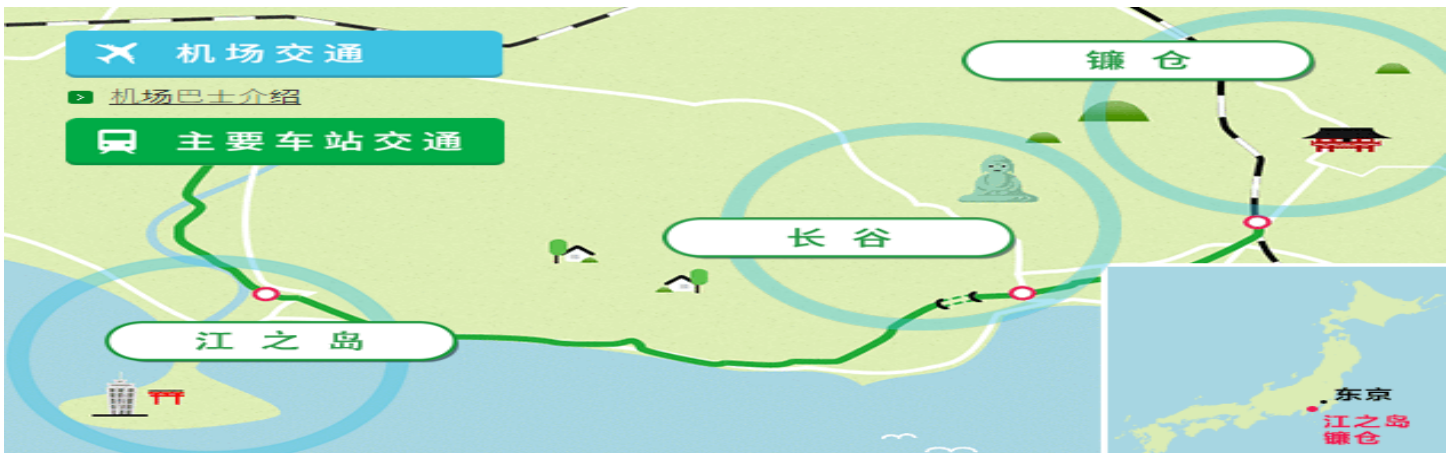 机场交通
机场巴士介绍
主要车站交通
镰仓
长谷
江之岛
东京
江之岛
镰仓